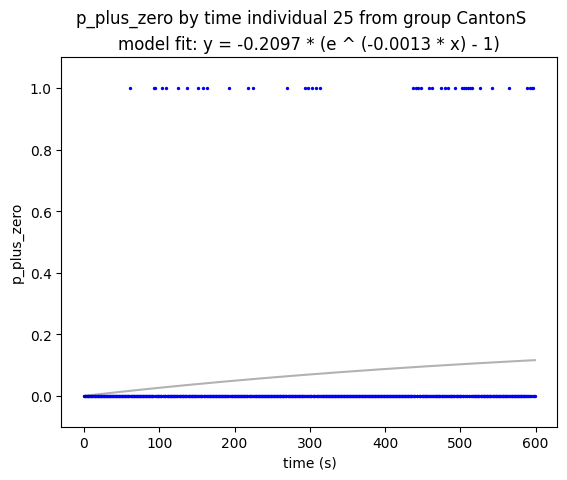 p_plus_zero by time individual 25 from group CantonS
model fit: y = -0.2097 * (e ^ (-0.0013 * x) - 1)
1.0
0.8
0.6
0.4
0.2
0.0
p_plus_zero
0 100 200 300 400 500 600
time (s)